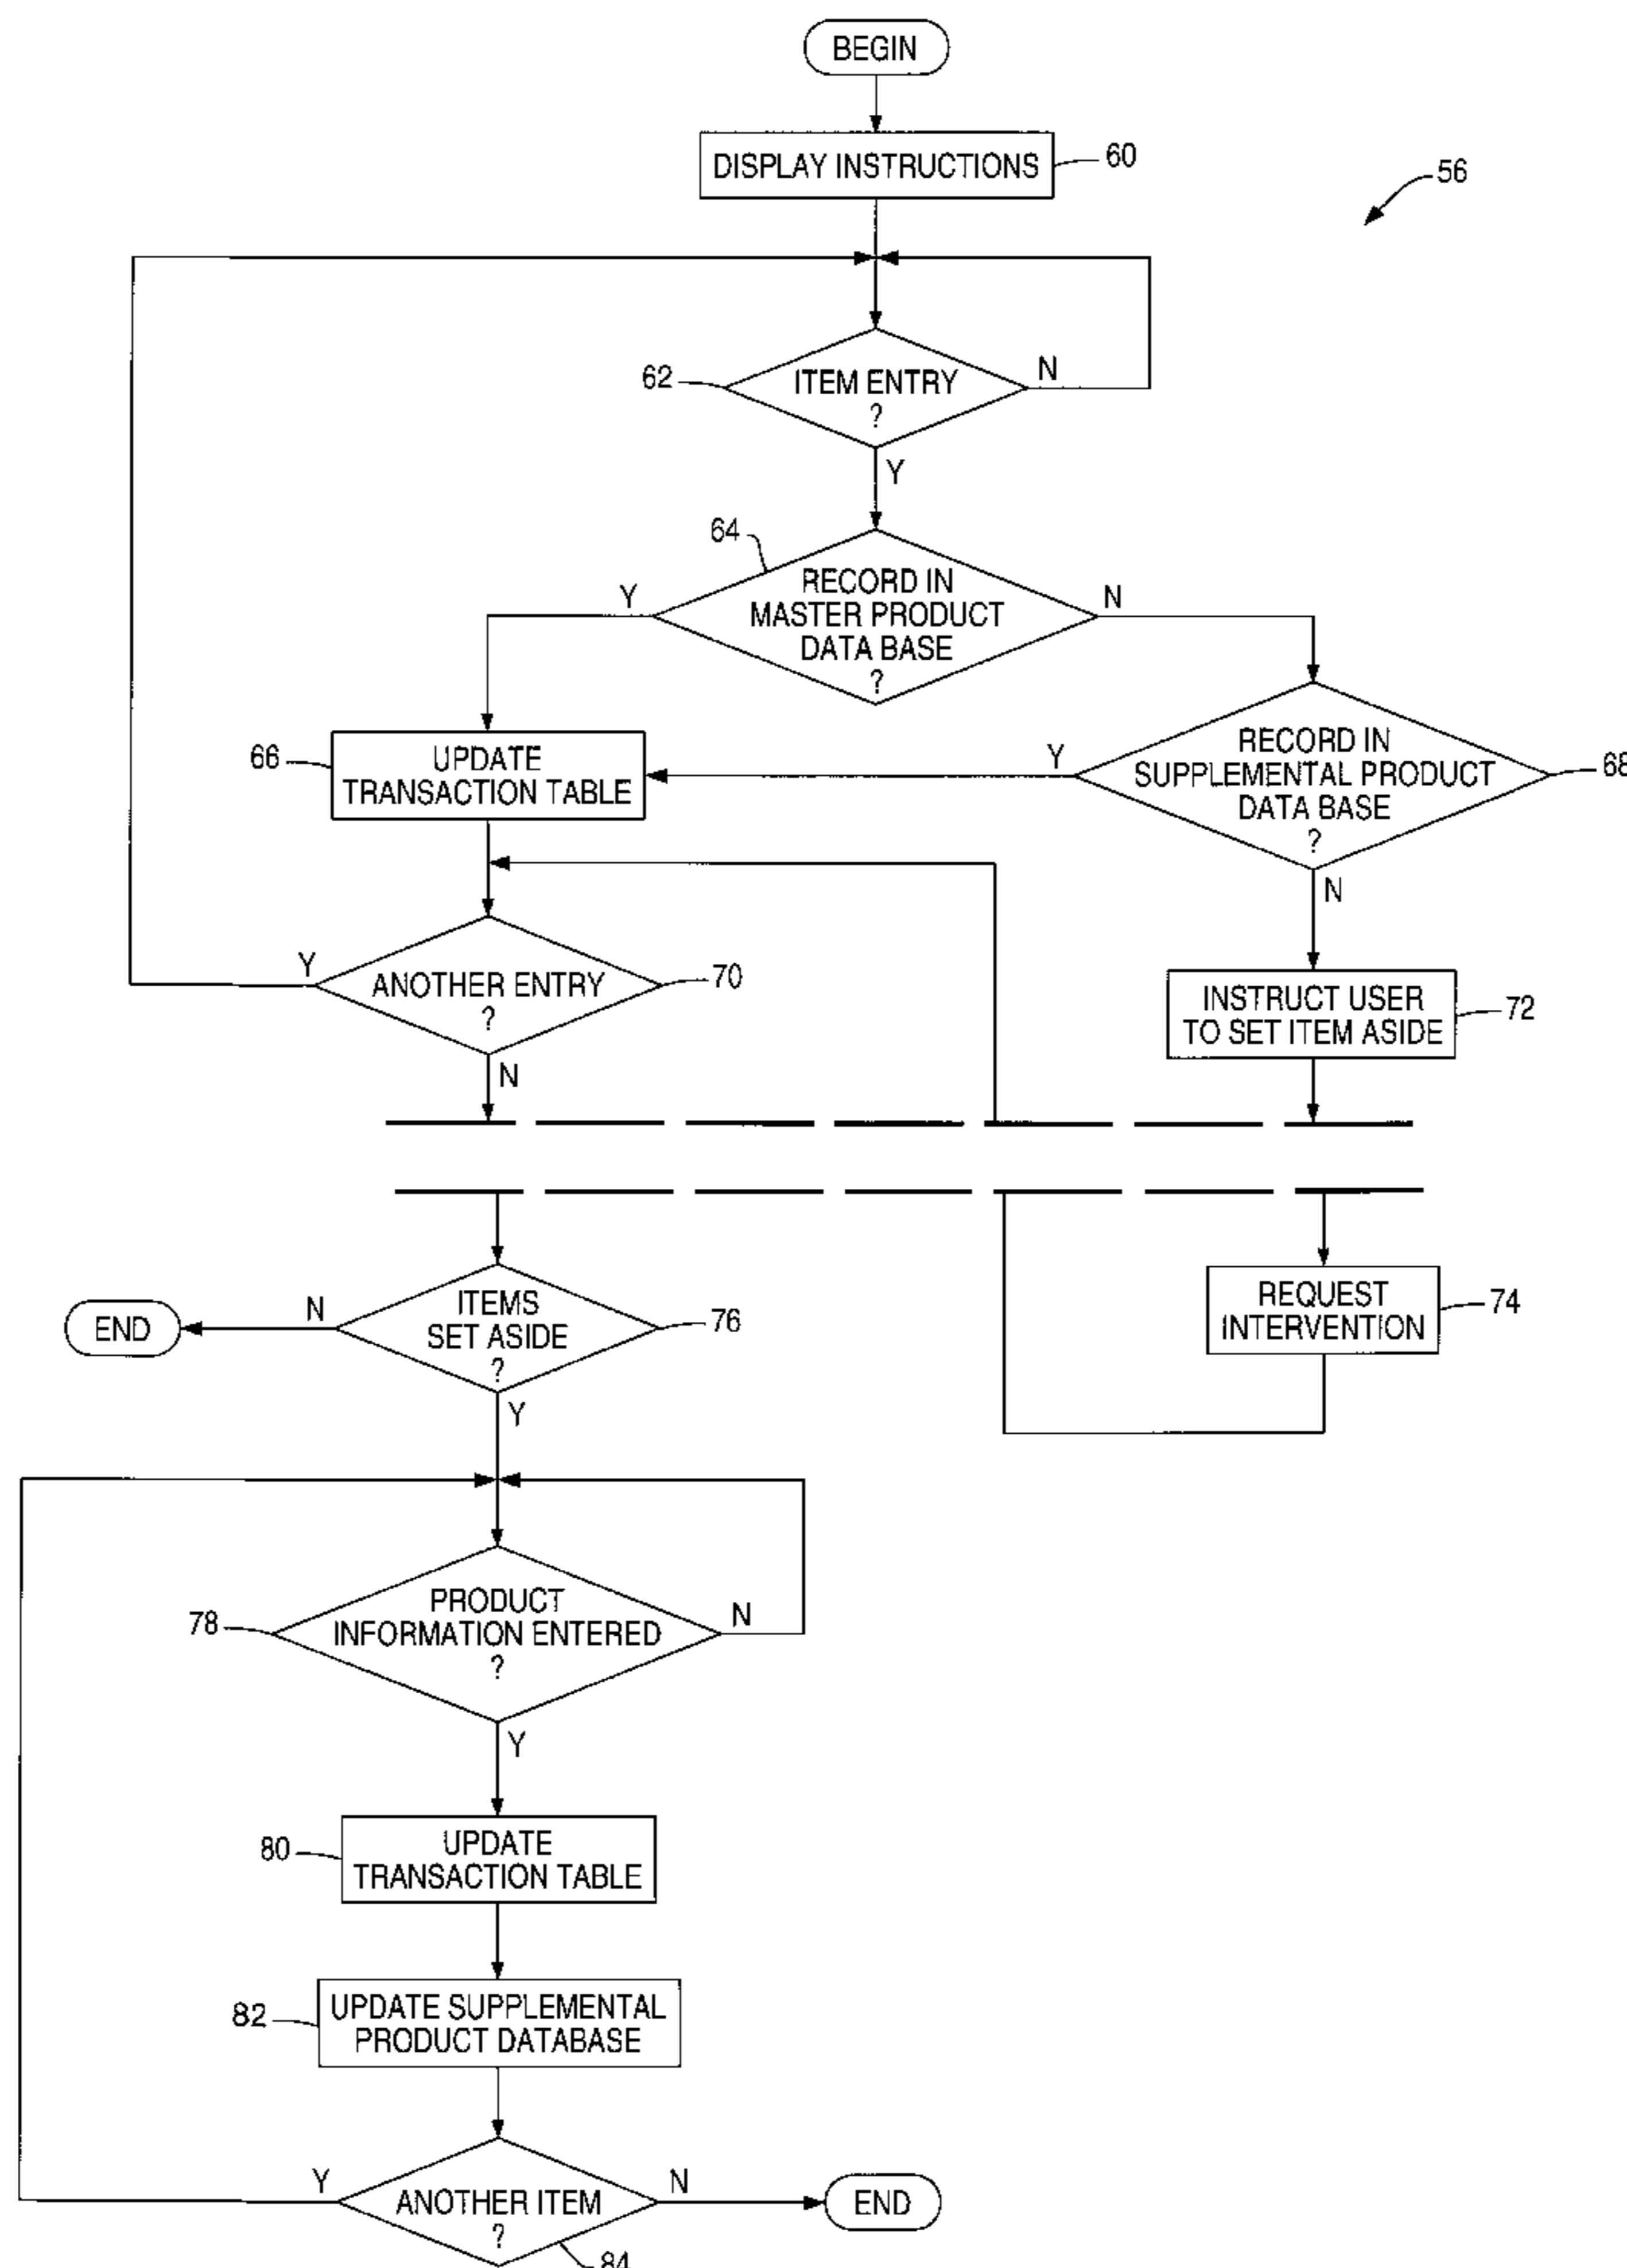 BEGIN
DISPLAY INSTRUCTIONS
60
56
62
ITEM ENTRY
?
N
Y
64
RECORD IN
MASTER PRODUCT
DATA BASE
?
Y
N
66
UPDATE
TRANSACTION TABLE
Y
RECORD IN
SUPPLEMENTAL PRODUCT
DATA BASE
?
68
N
Y
ANOTHER ENTRY
?
70
N
INSTRUCT USER
TO SET ITEM ASIDE
72
END
N
ITEMS
SET ASIDE
?
76
Y
REQUEST
INTERVENTION
74
78
PRODUCT
INFORMATION ENTERED
?
N
Y
80
UPDATE
TRANSACTION TABLE
82
UPDATE SUPPLEMENTAL
PRODUCT DATABASE
Y
ANOTHER ITEM
?
N
END
84